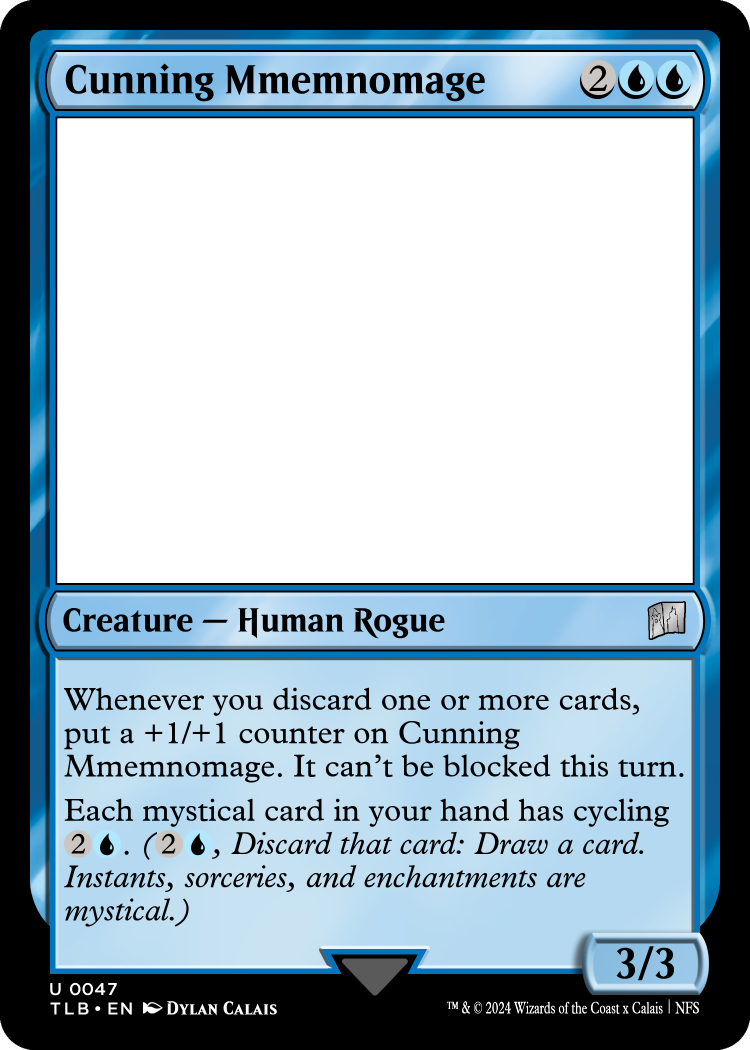 Cunning Mmemnomage 2
Creature — Human Rogue
Whenever you discard one or more cards,
put a +1/+1 counter on Cunning
Mmemnomage. It can't be blocked this turn.
Each mystical card in your hand has cycling
2. (2, Discard that card: Draw a card.
Instants, sorceries, and enchantments are
mystical.)
3/3
U 0047
TLB • EN DYLAN CALAIS
™ & © 2024 Wizards of the Coast x Calais | NFS